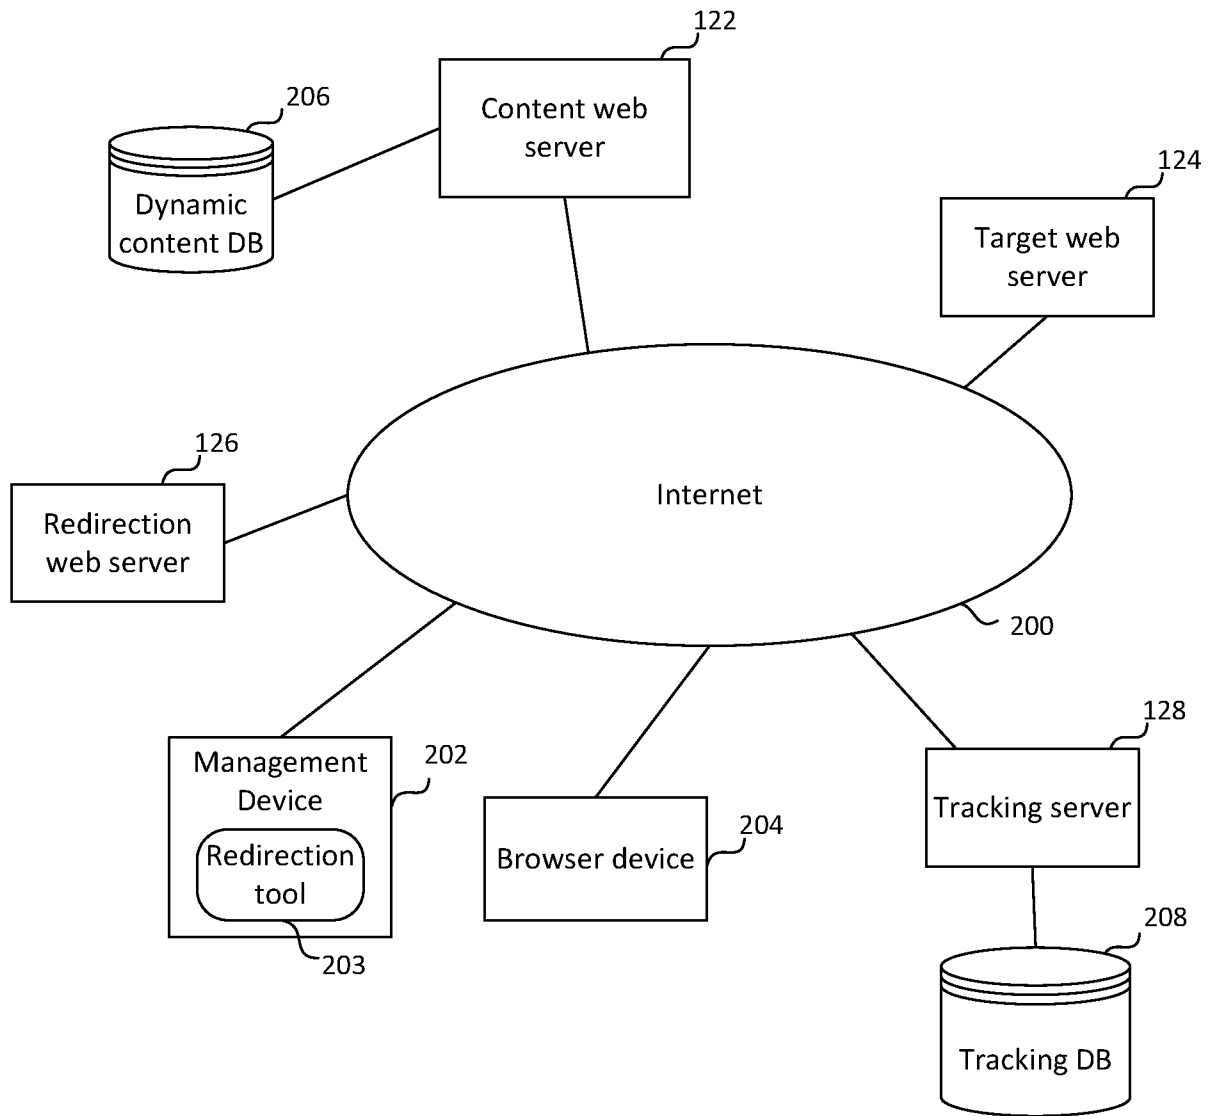 122
Content web
server
206
Dynamic
content DB
124
Target web
server
126
Redirection
web server
Internet
200
Management
Device
202
Redirection
tool
203
Browser device
204
128
Tracking server
208
Tracking DB